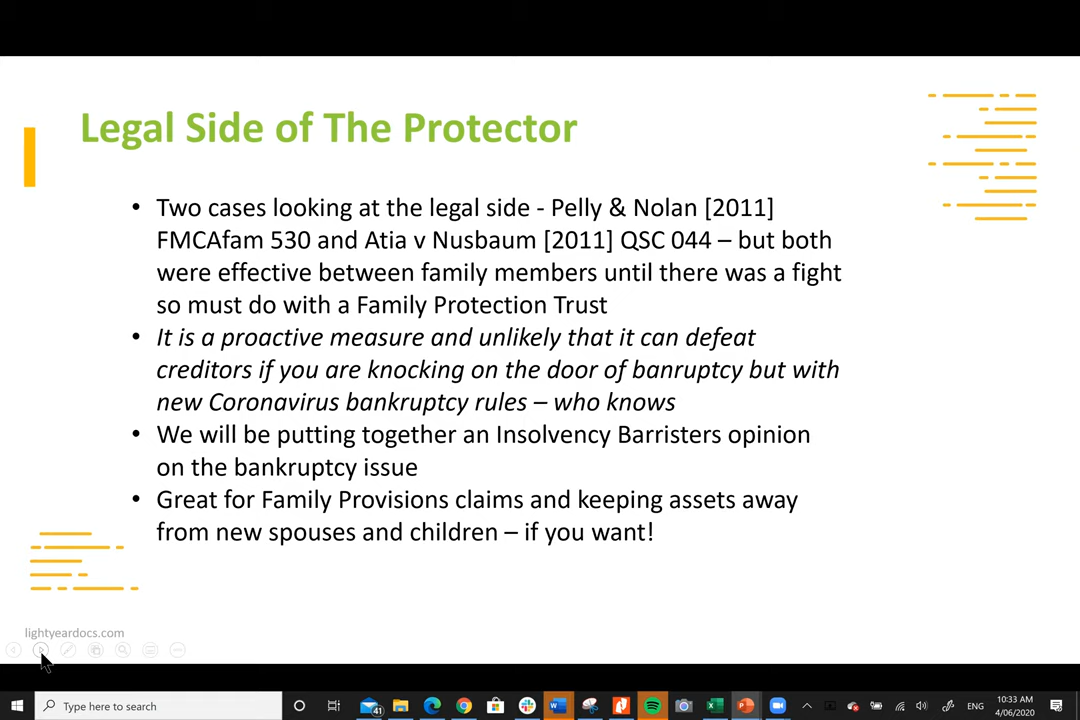 Legal Side of The Protector
• Two cases looking at the legal side - Pelly & Nolan [2011]
FMCAfam 530 and Atia v Nusbaum [2011] QSC 044 – but both
were effective between family members until there was a fight
so must do with a Family Protection Trust
• It is a proactive measure and unlikely that it can defeat
creditors if you are knocking on the door of banruptcy but with
new Coronavirus bankruptcy rules – who knows
• We will be putting together an Insolvency Barristers opinion
on the bankruptcy issue
• Great for Family Provisions claims and keeping assets away
from new spouses and children – if you want!
lightyeardocs.com
Type here to search
41
ENG
10:33 AM
4/06/2020